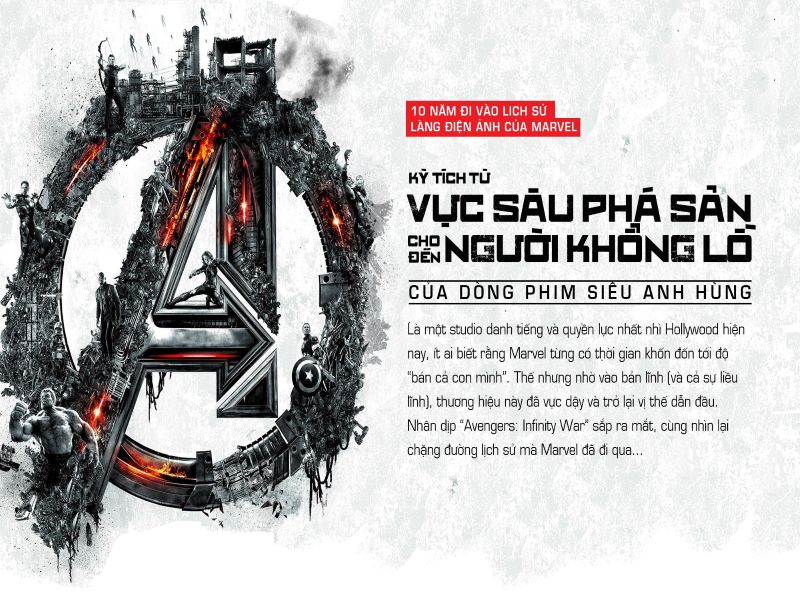 10 NĂM ĐI VÀO LỊCH SỬ
LÀNG ĐIỆN ẢNH CỦA MARVEL
KỲ TÍCH TỪ
VỰC SÂU PHÁ SẢN
CHO ĐẾN NGƯỜI KHỔNG LỒ
CỦA DÒNG PHIM SIÊU ANH HÙNG
Là một studio danh tiếng và quyền lực nhất nhì Hollywood hiện
nay, ít ai biết rằng Marvel từng có thời gian khốn đốn tới độ
“bán cả con mình”. Thế nhưng nhờ vào bản lĩnh (và cả sự liều
lĩnh), thương hiệu này đã vực dậy và trở lại vị thế dẫn đầu.
Nhân dịp “Avengers: Infinity War” sắp ra mắt, cùng nhìn lại
chặng đường lịch sử mà Marvel đã đi qua...